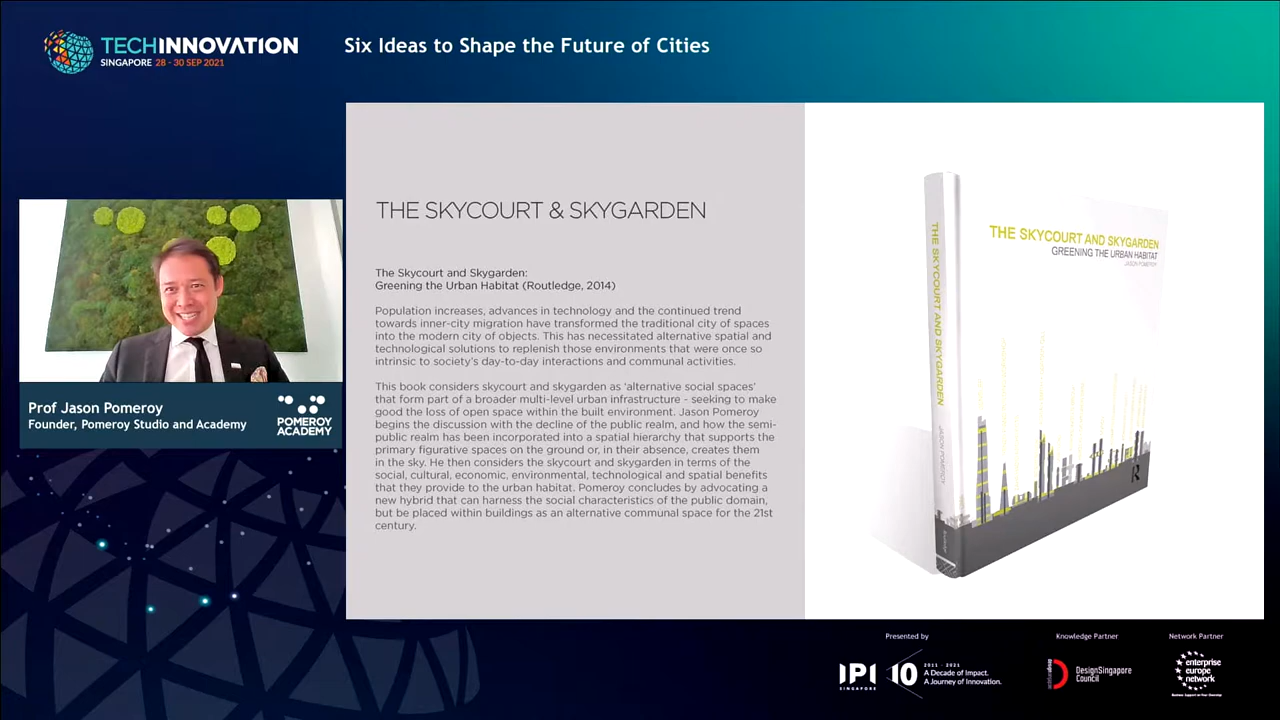 TECHINNOVATION
SINGAPORE 28 - 30 SEP 2021
Six Ideas to Shape the Future of Cities
Prof Jason Pomeroy
Founder, Pomeroy Studio and Academy
POMEROY
ACADEMY
THE SKYCOURT & SKYGARDEN
The Skycourt and Skygarden:
Greening the Urban Habitat (Routledge, 2014)
Population increases, advances in technology and the continued trend
towards inner-city migration have transformed the traditional city of spaces
into the modern city of objects. This has necessitated alternative spatial and
technological solutions to replenish those environments that were once so
intrinsic to society's day-to-day interactions and communal activities.
This book considers skycourt and skygarden as 'alternative social spaces'
that form part of a broader multi-level urban infrastructure - seeking to make
good the loss of open space within the built environment. Jason Pomeroy
begins the discussion with the decline of the public realm, and how the semi-
public realm has been incorporated into a spatial hierarchy that supports the
primary figurative spaces on the ground or, in their absence, creates them
in the sky. He then considers the skycourt and skygarden in terms of the
social, cultural, economic, environmental, technological and spatial benefits
that they provide to the urban habitat. Pomeroy concludes by advocating a
new hybrid that can harness the social characteristics of the public domain,
but be placed within buildings as an alternative communal space for the 21st
century.
THE SKYCOURT AND SKYGARDEN
JASON POMEROY
THE SKYCOURT AND SKYGARDEN
GREENING THE URBAN HABITAT
JASON POMEROY
R
Presented by
IPI
SINGAPORE
10
2011 - 2021
A Decade of Impact.
A Journey of Innovation.
Knowledge Partner
DesignSingapore
Council
Network Partner
enterprise
europe
network
Business Support on Your Doorstep